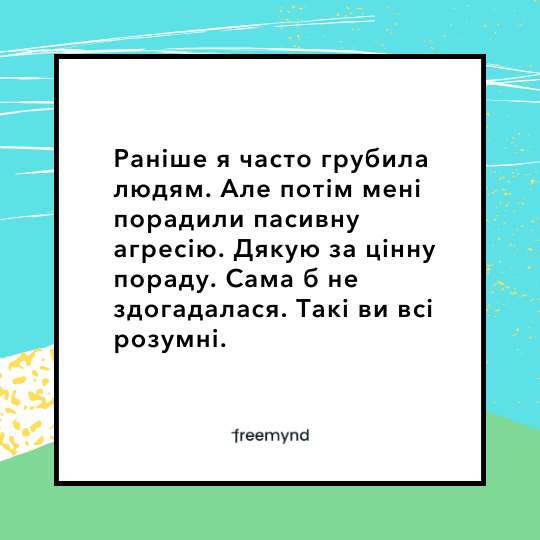 Раніше я часто грубила
людям. Але потім мені
порадили пасивну
агресію. Дякую за цінну
пораду. Сама б не
здогадалася. Такі ви всі
розумні.
freemynd